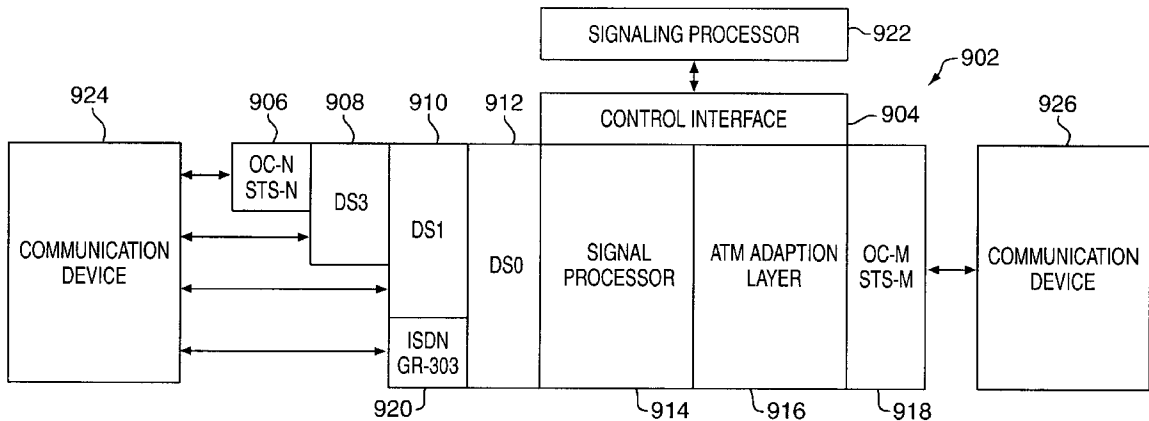 SIGNALING PROCESSOR
922
902
924
906
908
910
912
CONTROL INTERFACE
904
926
OC-N
STS-N
DS3
DS1
DS0
COMMUNICATION
DEVICE
SIGNAL
PROCESSOR
ATM ADAPTION
LAYER
OC-M
STS-M
COMMUNICATION
DEVICE
ISDN
GR-303
920
914
916
918